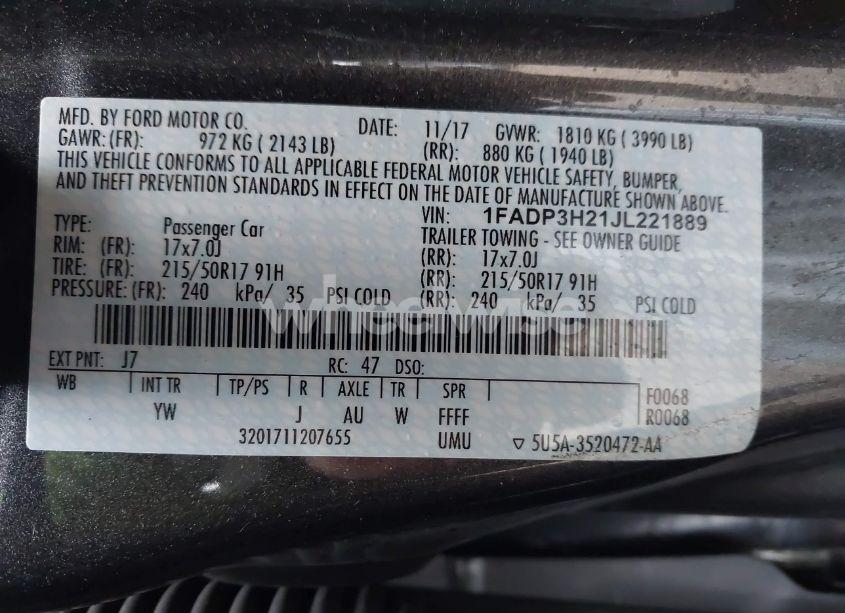 MFD. BY FORD MOTOR CO. DATE: 11/17 GVWR: 1810 KG ( 3990 LB)
GAWR: (FR): 972 KG ( 2143 LB) (RR): 880 KG ( 1940 LB)
THIS VEHICLE CONFORMS TO ALL APPLICABLE FEDERAL MOTOR VEHICLE SAFETY, BUMPER,
AND THEFT PREVENTION STANDARDS IN EFFECT ON THE DATE OF MANUFACTURE SHOWN ABOVE.
VIN: 1FADP3H21JL221889
TYPE: Passenger Car TRAILER TOWING - SEE OWNER GUIDE
RIM: (FR): 17x7.0J (RR): 17x7.0J
TIRE: (FR): 215/50R17 91H (RR): 215/50R17 91H
PRESSURE: (FR): 240 kPa/ 35 PSI COLD (RR): 240 kPa/ 35 PSI COLD
wheelwise
EXT PNT: J7 RC: 47 DSO:
WB INT TR TP/PS R AXLE TR SPR F0068
YW J AU W FFFF R0068
3201711207655 UMU ▽ 5U5A-3520472-AA